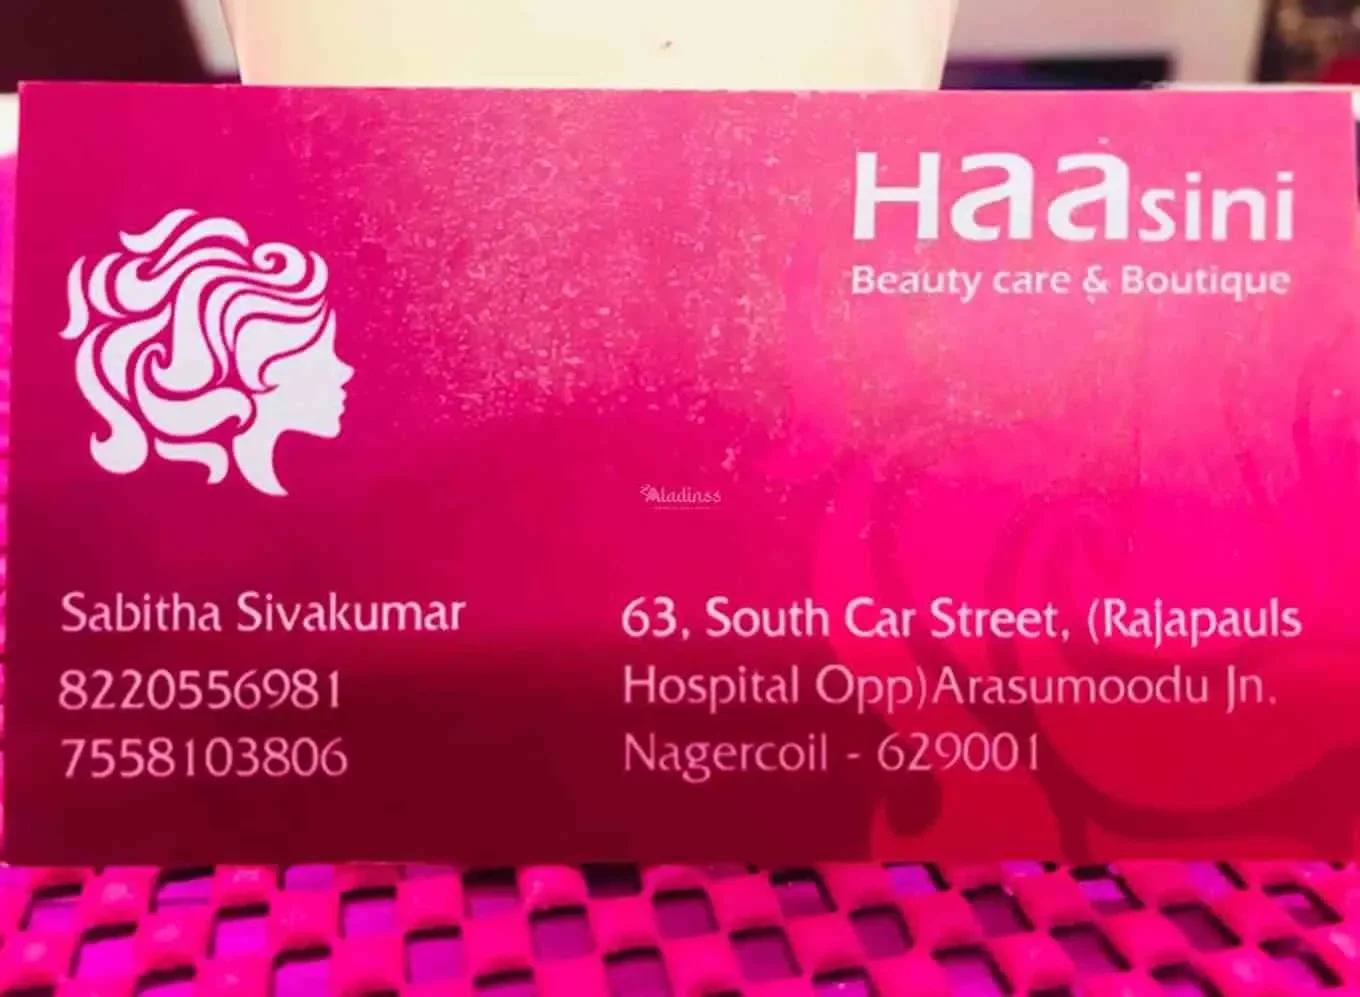 Haasini
Beauty care & Boutique
Aladinss
Sabitha Sivakumar
8220556981
7558103806
63, South Car Street, (Rajapauls
Hospital Opp)Arasumoodu Jn.
Nagercoil - 629001